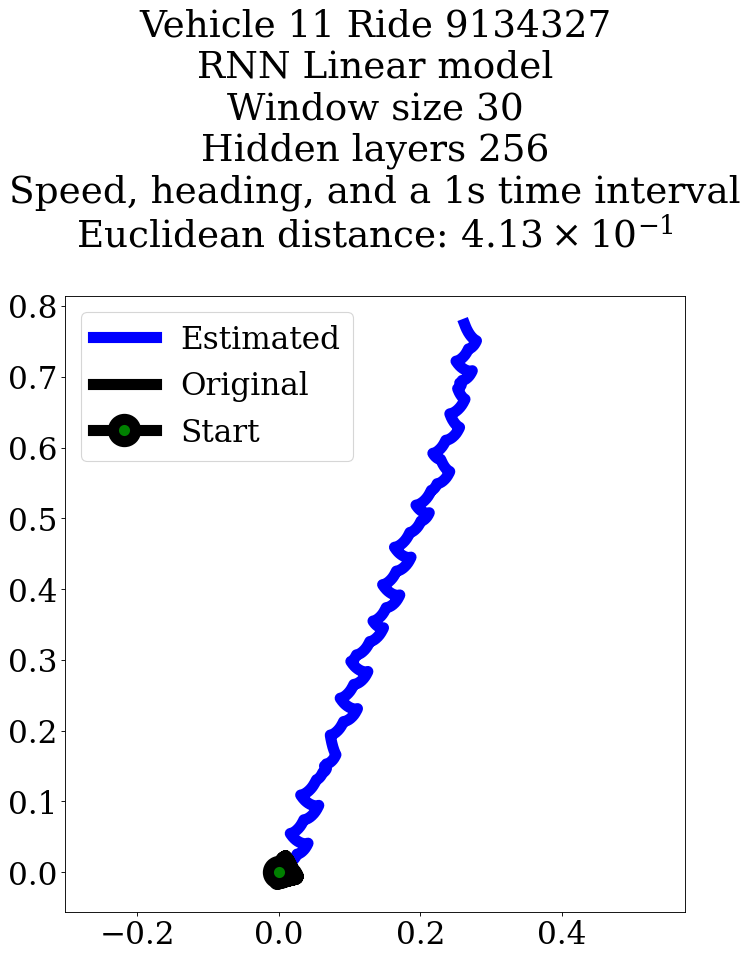 Vehicle 11 Ride 9134327
RNN Linear model
Window size 30
Hidden layers 256
Speed, heading, and a 1s time interval
Euclidean distance: 4.13 × 10⁻¹
Estimated
Original
Start
0.8
0.7
0.6
0.5
0.4
0.3
0.2
0.1
0.0
−0.2 0.0 0.2 0.4